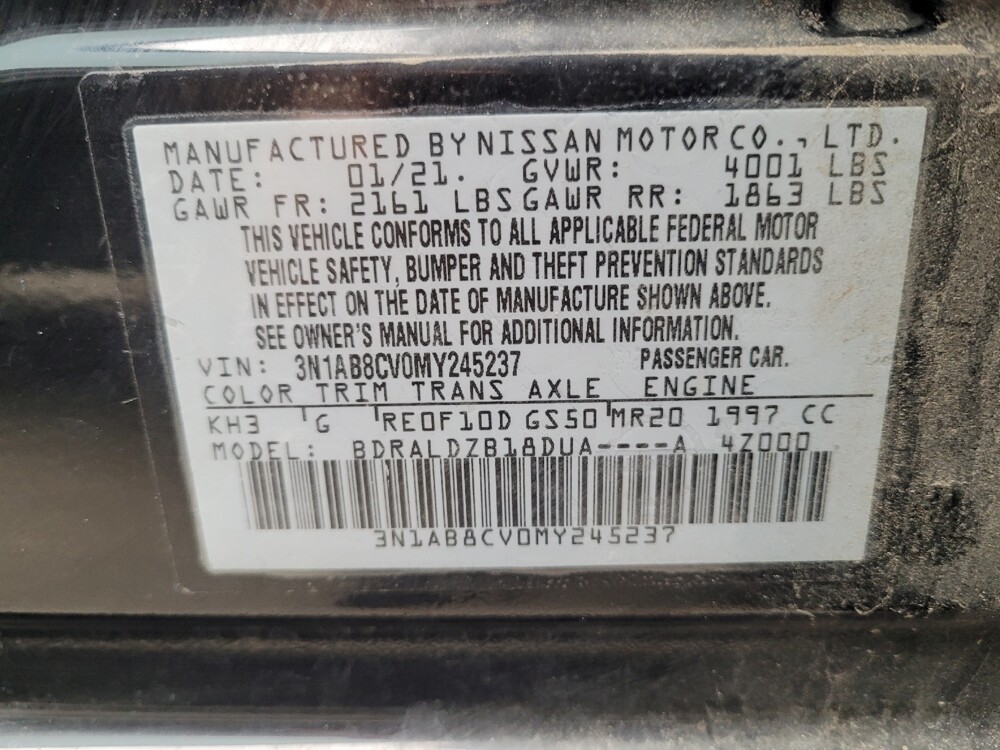 MANUFACTURED BY NISSAN MOTOR CO., LTD.
DATE: 01/21. GVWR: 4001 LBS
GAWR FR: 2161 LBS GAWR RR: 1863 LBS
THIS VEHICLE CONFORMS TO ALL APPLICABLE FEDERAL MOTOR
VEHICLE SAFETY, BUMPER AND THEFT PREVENTION STANDARDS
IN EFFECT ON THE DATE OF MANUFACTURE SHOWN ABOVE.
SEE OWNER'S MANUAL FOR ADDITIONAL INFORMATION.
VIN: 3N1AB8CV0MY245237 PASSENGER CAR.
COLOR TRIM TRANS AXLE ENGINE
KH3 G RE0F10D GS50 MR20 1997 CC
MODEL: BDRALDZB18DUA----A 4Z000
3N1AB8CV0MY245237